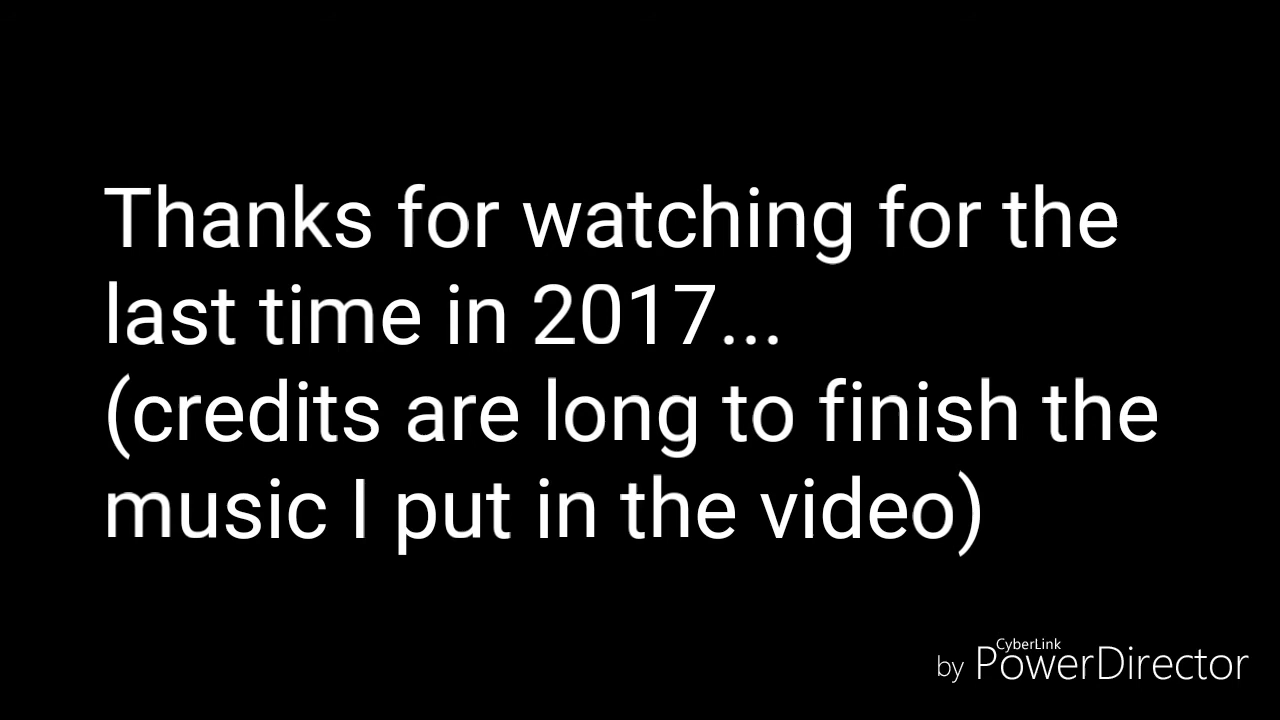 Thanks for watching for the
last time in 2017...
(credits are long to finish the
music I put in the video)
CyberLink
by PowerDirector